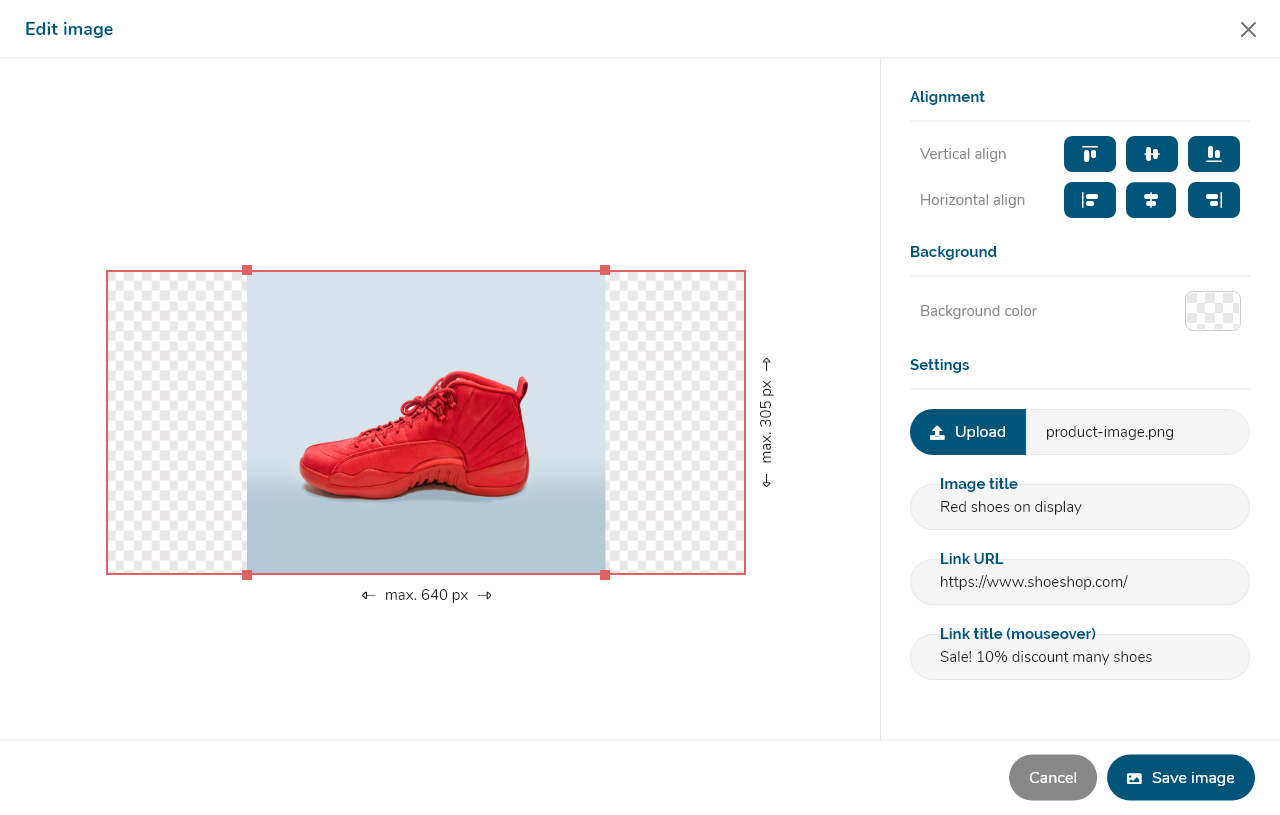 Edit image
Alignment
Vertical align
Horizontal align
Background
Background color
Settings
Upload
product-image.png
Image title
Red shoes on display
Link URL
https://www.shoeshop.com/
Link title (mouseover)
Sale! 10% discount many shoes
max. 305 px
max. 640 px
Cancel
Save image